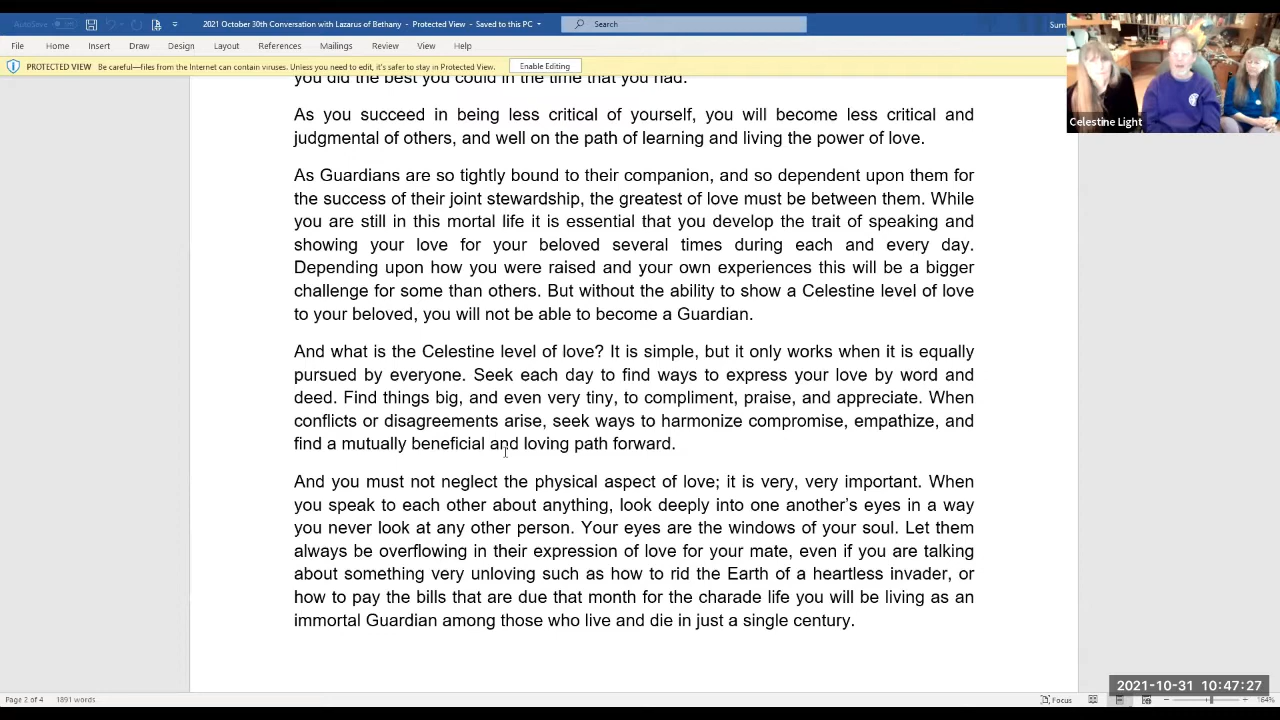 AutoSave
2021 October 30th Conversation with Lazarus of Bethany - Protected View - Saved to this PC
Search
Sum
File Home Insert Draw Design Layout References Mailings Review View Help
PROTECTED VIEW Be careful—files from the Internet can contain viruses. Unless you need to edit, it's safer to stay in Protected View. Enable Editing
Celestine Light
you did the best you could in the time that you had.
As you succeed in being less critical of yourself, you will become less critical and
judgmental of others, and well on the path of learning and living the power of love.
As Guardians are so tightly bound to their companion, and so dependent upon them for
the success of their joint stewardship, the greatest of love must be between them. While
you are still in this mortal life it is essential that you develop the trait of speaking and
showing your love for your beloved several times during each and every day.
Depending upon how you were raised and your own experiences this will be a bigger
challenge for some than others. But without the ability to show a Celestine level of love
to your beloved, you will not be able to become a Guardian.
And what is the Celestine level of love? It is simple, but it only works when it is equally
pursued by everyone. Seek each day to find ways to express your love by word and
deed. Find things big, and even very tiny, to compliment, praise, and appreciate. When
conflicts or disagreements arise, seek ways to harmonize compromise, empathize, and
find a mutually beneficial and loving path forward.
And you must not neglect the physical aspect of love; it is very, very important. When
you speak to each other about anything, look deeply into one another's eyes in a way
you never look at any other person. Your eyes are the windows of your soul. Let them
always be overflowing in their expression of love for your mate, even if you are talking
about something very unloving such as how to rid the Earth of a heartless invader, or
how to pay the bills that are due that month for the charade life you will be living as an
immortal Guardian among those who live and die in just a single century.
2021-10-31 10:47:27
Page 2 of 4 1891 words
Focus
164%